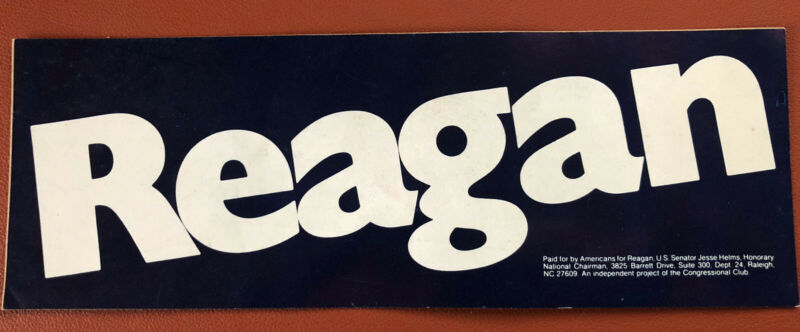 Reagan
Paid for by Americans for Reagan, U.S. Senator Jesse Helms, Honorary
National Chairman, 3825 Barrett Drive, Suite 300, Dept 24, Raleigh,
NC 27609. An independent project of the Congressional Club.